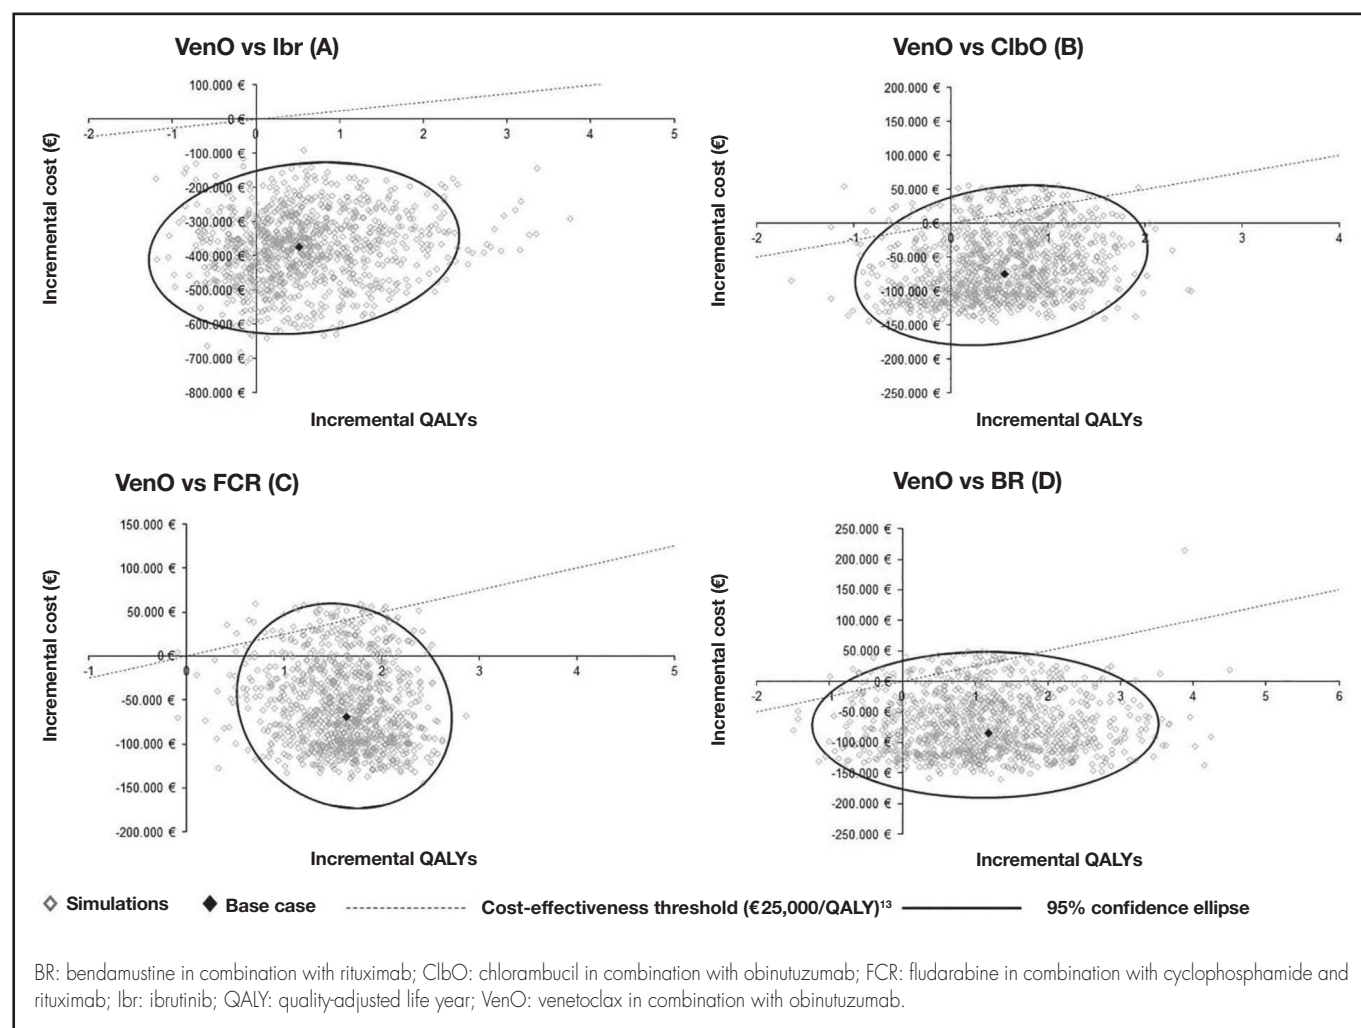 VenO vs Ibr (A)
100.000 €
0 €
-100.000 €
-200.000 €
-300.000 €
-400.000 €
-500.000 €
-600.000 €
-700.000 €
-800.000 €
-2 -1 0 1 2 3 4 5
Incremental cost (€)
Incremental QALYs
VenO vs ClbO (B)
200.000 €
150.000 €
100.000 €
50.000 €
0 €
-50.000 €
-100.000 €
-150.000 €
-200.000 €
-250.000 €
-2 -1 0 1 2 3 4
Incremental cost (€)
Incremental QALYs
VenO vs FCR (C)
150.000 €
100.000 €
50.000 €
0 €
-50.000 €
-100.000 €
-150.000 €
-200.000 €
-1 0 1 2 3 4 5
Incremental cost (€)
Incremental QALYs
VenO vs BR (D)
250.000 €
200.000 €
150.000 €
100.000 €
50.000 €
0 €
-50.000 €
-100.000 €
-150.000 €
-200.000 €
-250.000 €
-2 -1 0 1 2 3 4 5 6
Incremental cost (€)
Incremental QALYs
Simulations Base case Cost-effectiveness threshold (€25,000/QALY)¹³ 95% confidence ellipse
BR: bendamustine in combination with rituximab; ClbO: chlorambucil in combination with obinutuzumab; FCR: fludarabine in combination with cyclophosphamide and
rituximab; Ibr: ibrutinib; QALY: quality-adjusted life year; VenO: venetoclax in combination with obinutuzumab.